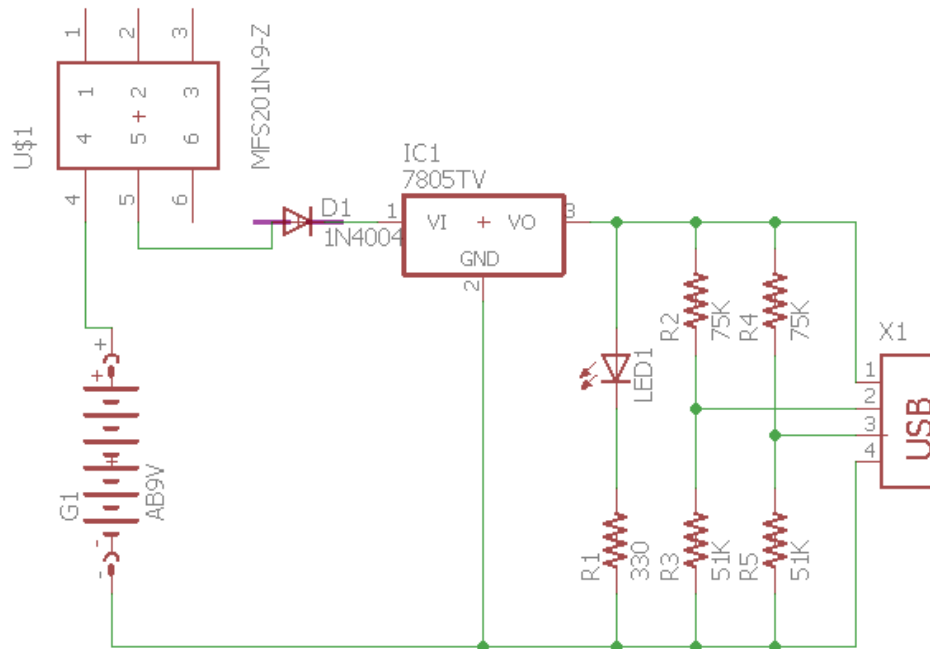 1
2
3
1
2
3
4
5
6
U$1
MFS201N-9-Z
4
5
6
IC1
7805TV
D1
1N4004
1
VI
VO
3
GND
2
R2
75K
R4
75K
X1
1
2
3
4
USB
LED1
+
+
+
-
-
G1
AB9V
R1
330
R3
51K
R5
51K